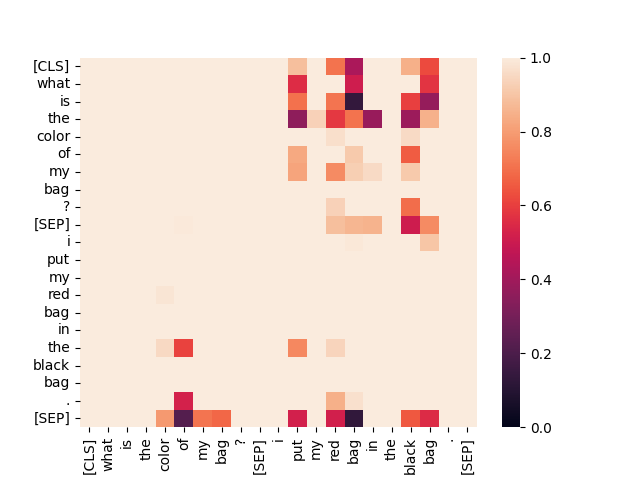 [CLS]
what
is
the
color
of
my
bag
?
[SEP]
i
put
my
red
bag
in
the
black
bag
.
[SEP]
[CLS]
what
is
the
color
of
my
bag
?
[SEP]
i
put
my
red
bag
in
the
black
bag
.
[SEP]
1.0
0.8
0.6
0.4
0.2
0.0